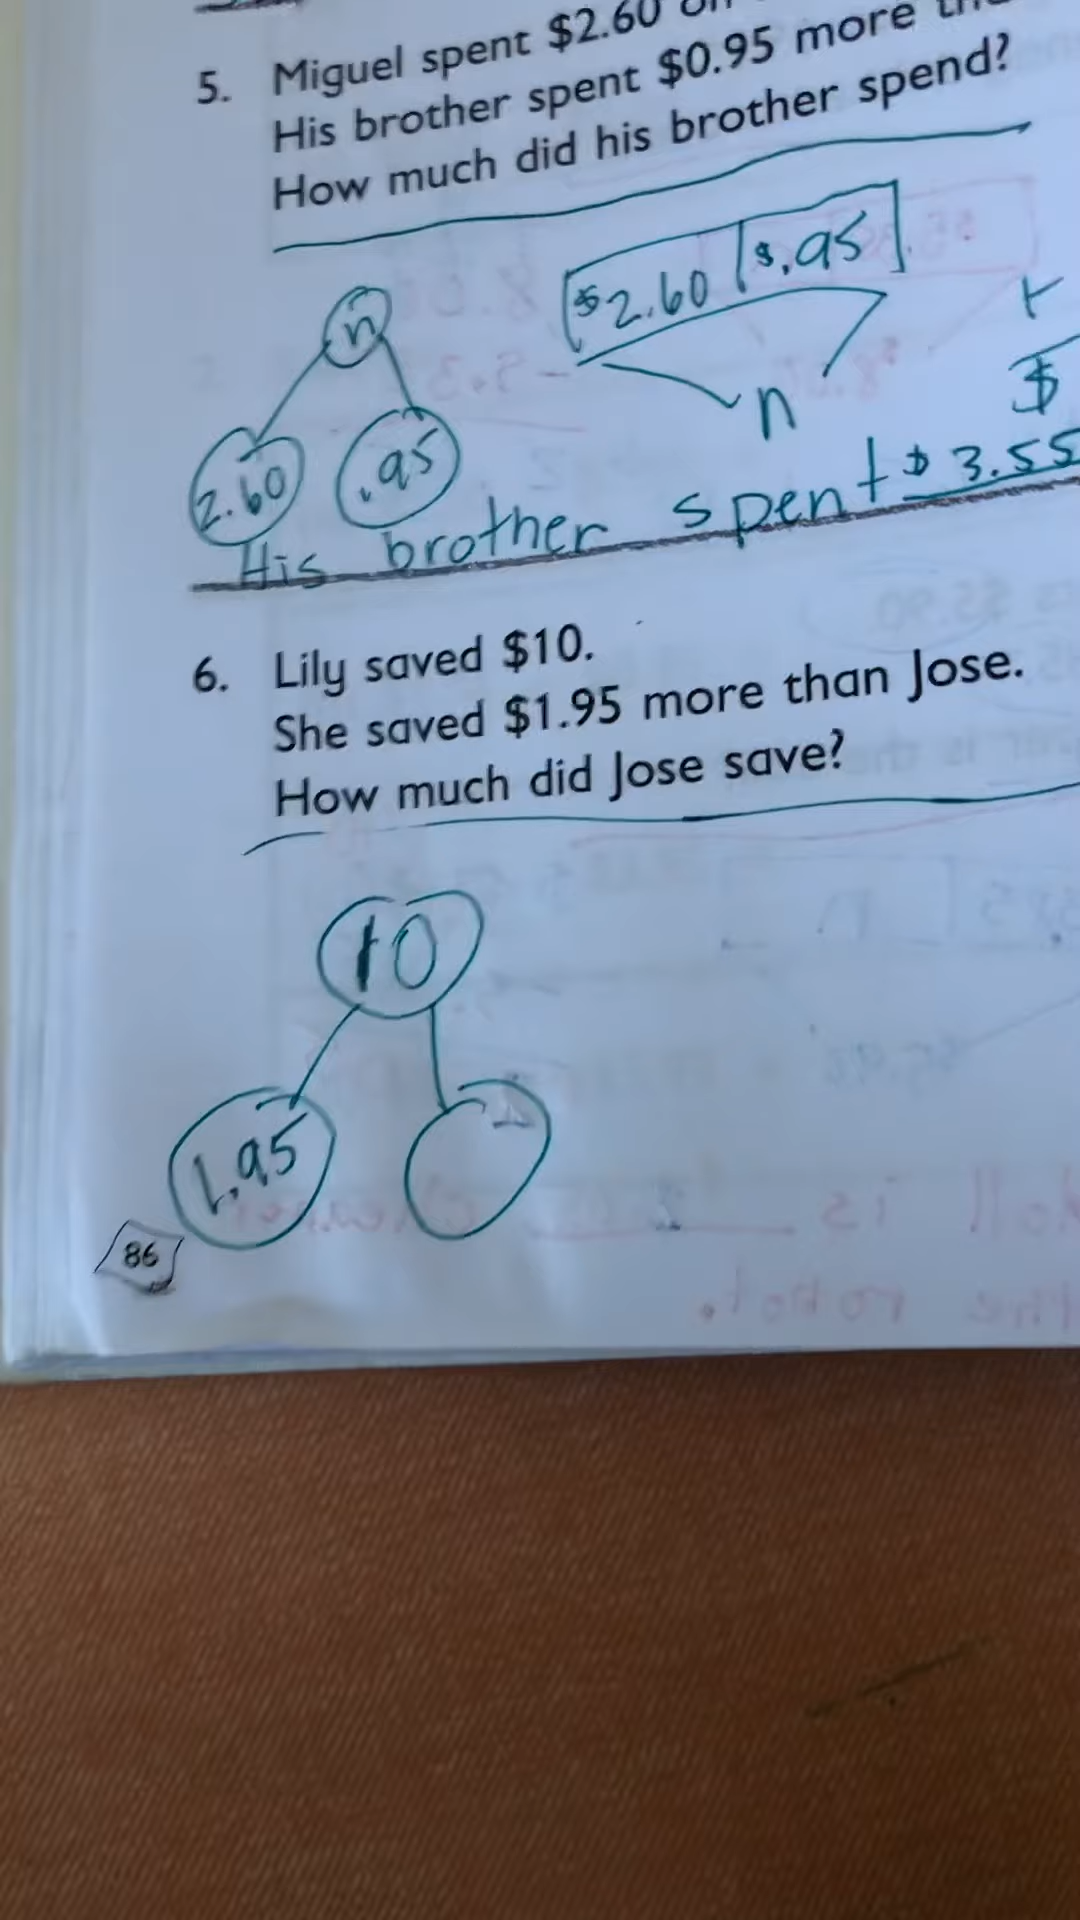 5. Miguel spent $2.60
His brother spent $0.95 more
How much did his brother spend?
n
$2.60 $.95
+
2.60 .95
n
$
His brother spent $3.55
6. Lily saved $10.
She saved $1.95 more than Jose.
How much did Jose save?
10
1.95
86